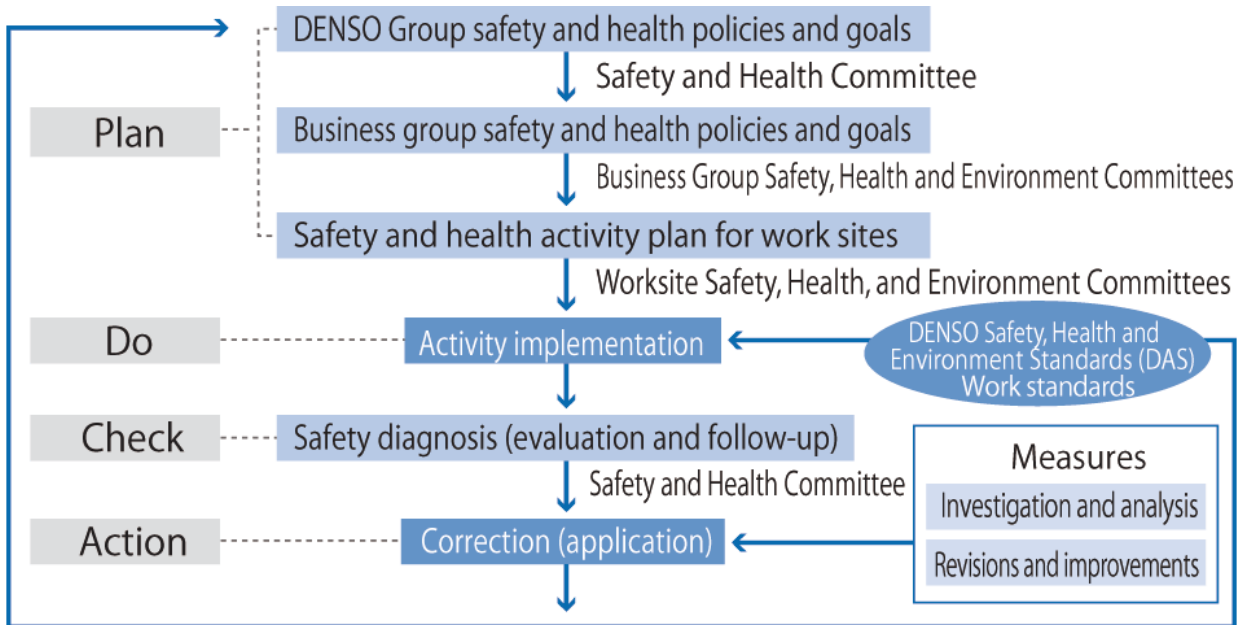 DENSO Group safety and health policies and goals
Safety and Health Committee
Plan
Business group safety and health policies and goals
Business Group Safety, Health and Environment Committees
Safety and health activity plan for work sites
Worksite Safety, Health, and Environment Committees
Do
Activity implementation
DENSO Safety, Health and
Environment Standards (DAS)
Work standards
Check
Safety diagnosis (evaluation and follow-up)
Safety and Health Committee
Measures
Investigation and analysis
Revisions and improvements
Action
Correction (application)